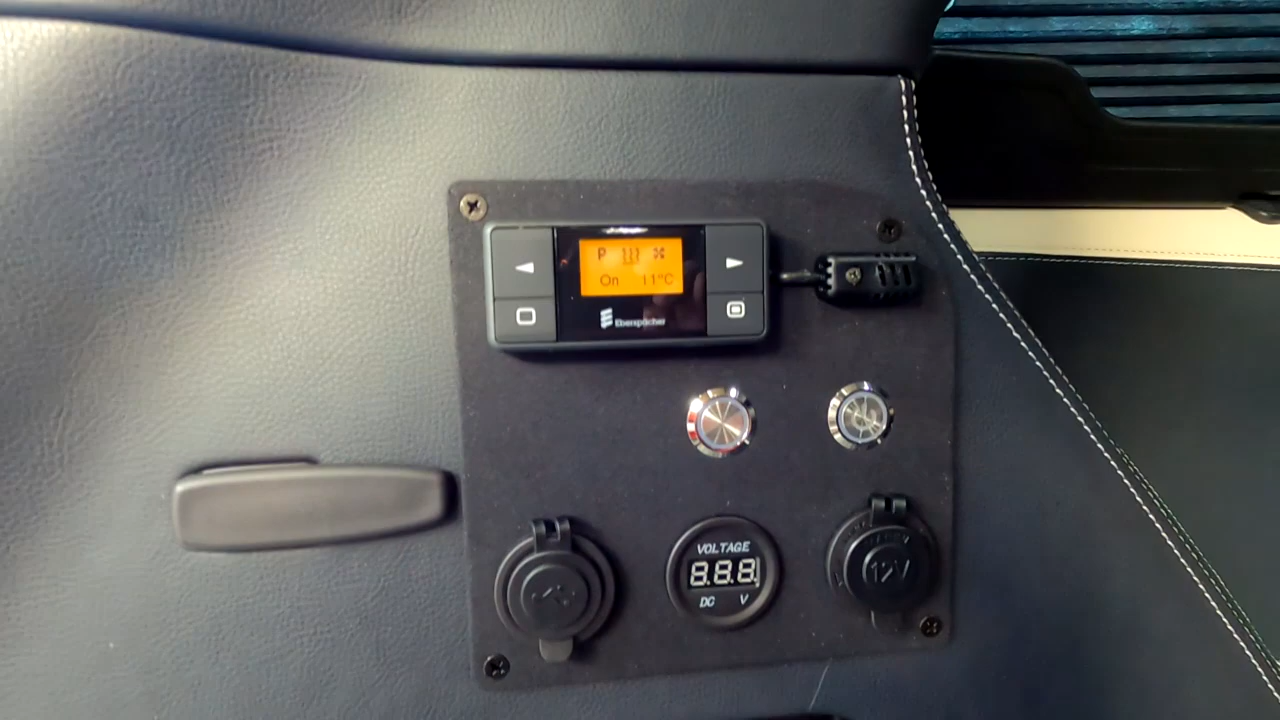 P
On 11°C
Eberspächer
VOLTAGE
8.8.8.
DC V
12V